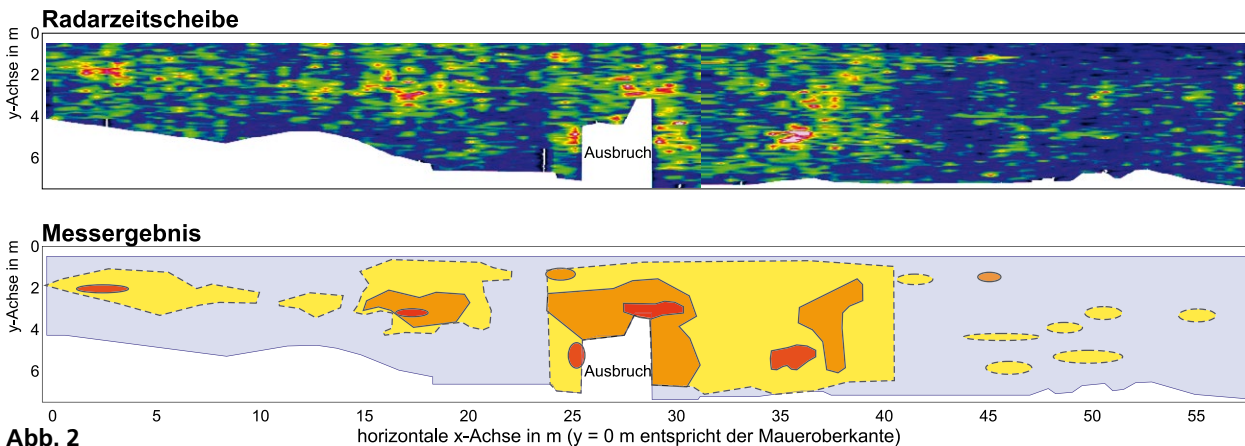 Radarzeitscheibe
y-Achse in m
0
2
4
6
Ausbruch
Messergebnis
y-Achse in m
0
2
4
6
Ausbruch
0 5 10 15 20 25 30 35 40 45 50 55
Abb. 2
horizontale x-Achse in m (y = 0 m entspricht der Maueroberkante)